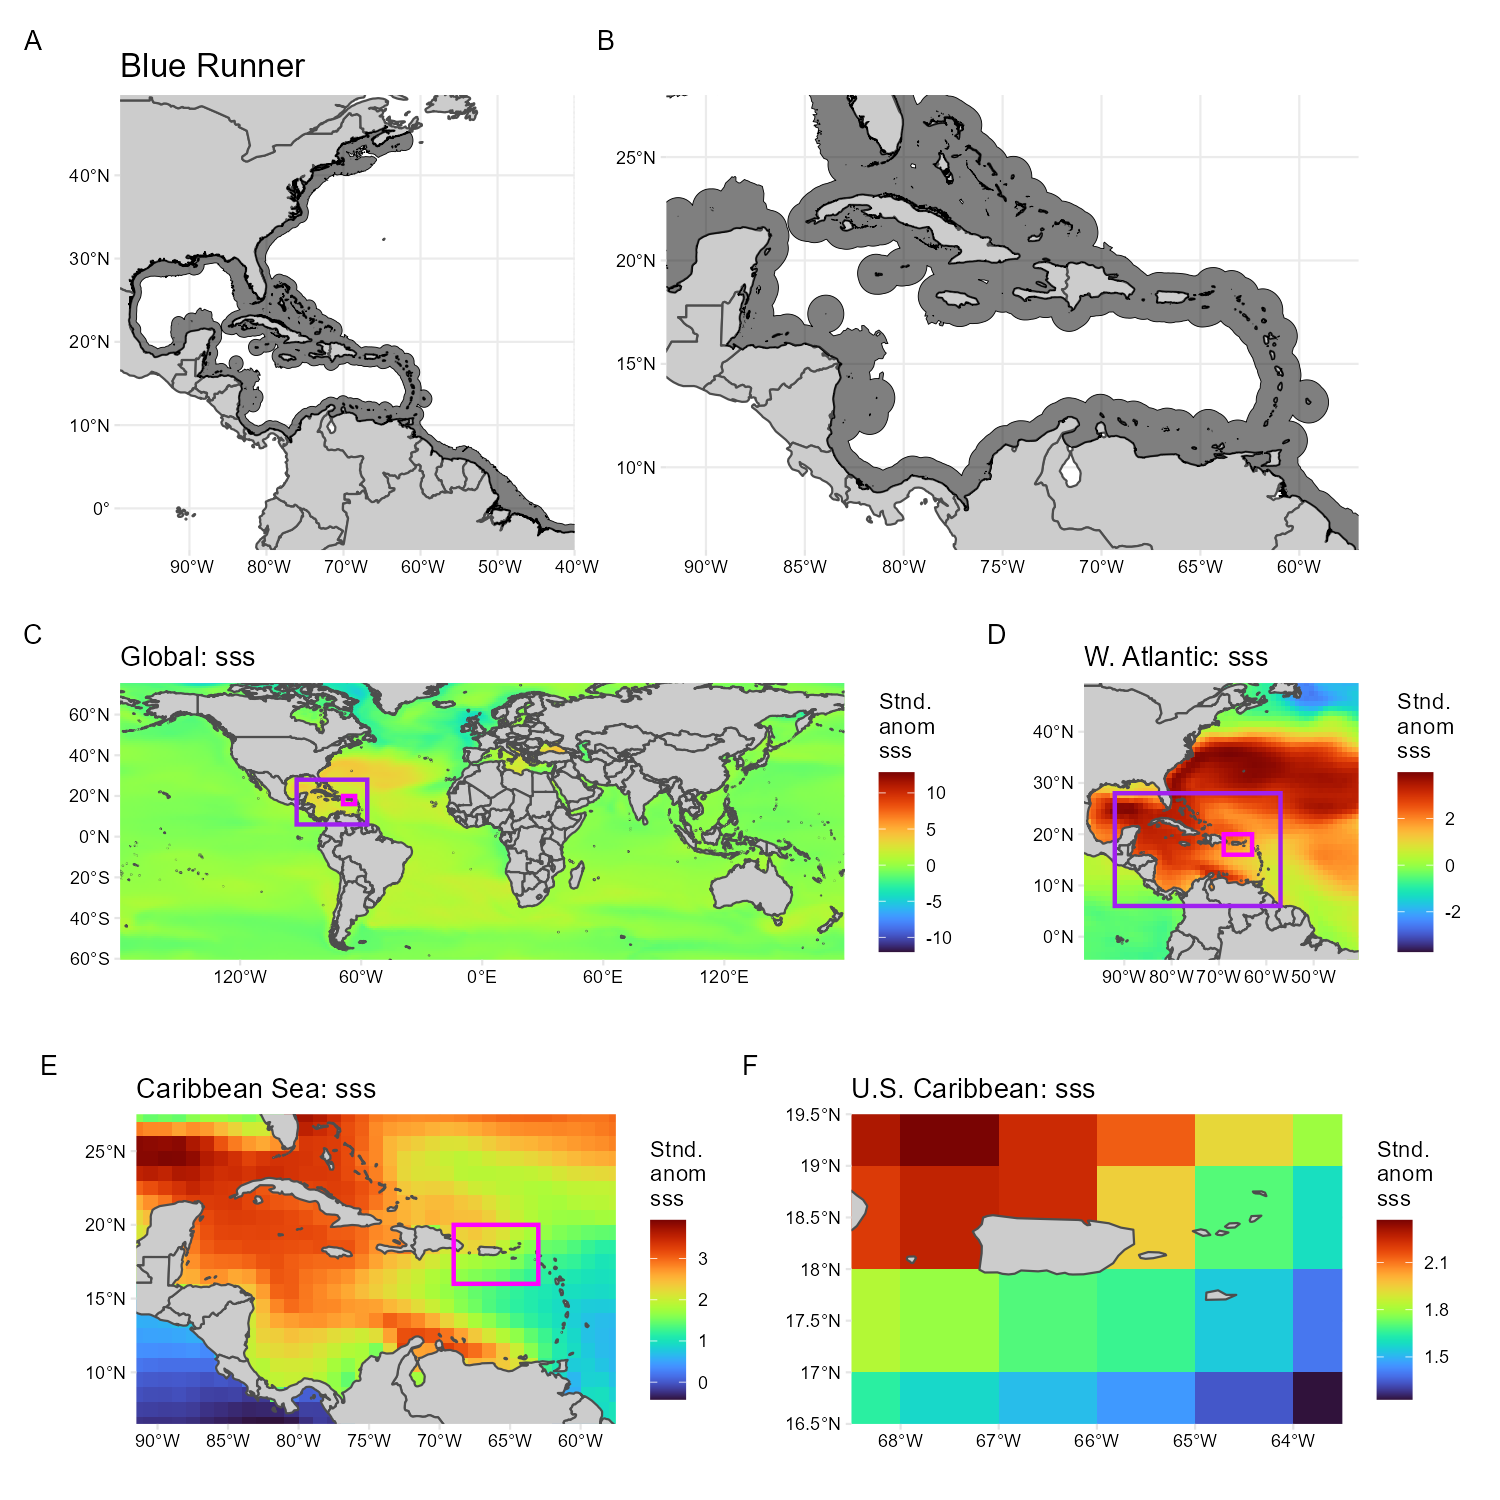 A
B
Blue Runner
40°N
30°N
20°N
10°N
0°
90°W 80°W 70°W 60°W 50°W 40°W
25°N
20°N
15°N
10°N
90°W 85°W 80°W 75°W 70°W 65°W 60°W
C
D
Global: sss
60°N
40°N
20°N
0°N
20°S
40°S
60°S
120°W 60°W 0°E 60°E 120°E
Stnd.
anom
sss
10
5
0
-5
-10
W. Atlantic: sss
40°N
30°N
20°N
10°N
0°N
90°W 80°W 70°W 60°W 50°W
Stnd.
anom
sss
2
0
-2
E
F
Caribbean Sea: sss
25°N
20°N
15°N
10°N
90°W 85°W 80°W 75°W 70°W 65°W 60°W
Stnd.
anom
sss
3
2
1
0
U.S. Caribbean: sss
19.5°N
19°N
18.5°N
18°N
17.5°N
17°N
16.5°N
68°W 67°W 66°W 65°W 64°W
Stnd.
anom
sss
2.1
1.8
1.5